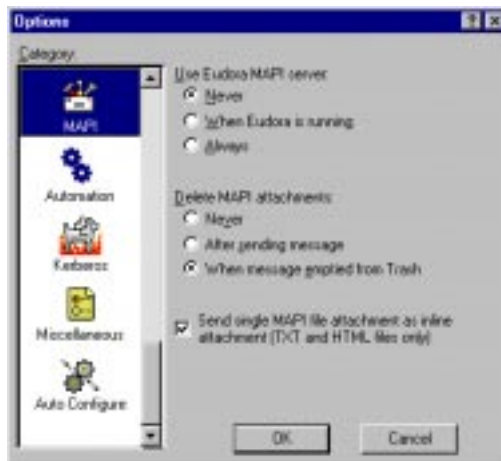 Options
Category:
MAPI
Automation
Kerberos
Miscellaneous
Auto Configure
Use Eudora MAPI server:
Never
When Eudora is running
Always
Delete MAPI attachments:
Never
After sending message
When message emptied from Trash
Send single MAPI file attachment as inline
attachment (TXT and HTML files only)
OK
Cancel